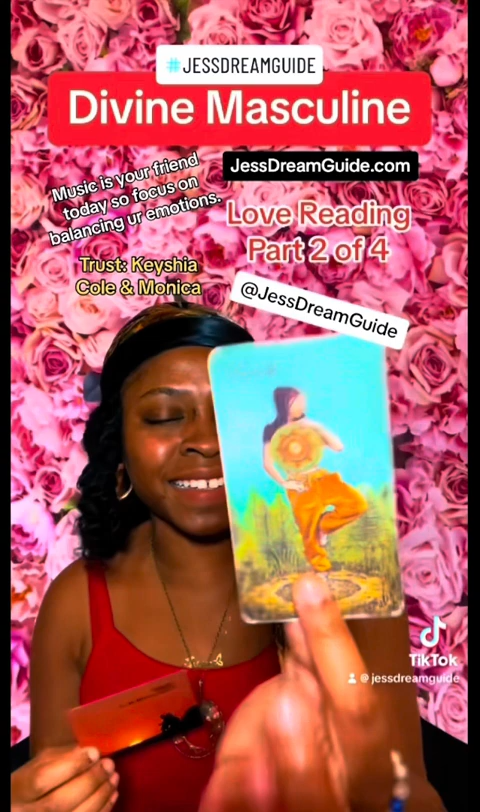 #JESSDREAMGUIDE
Divine Masculine
JessDreamGuide.com
Music is your friend
today so focus on
balancing ur emotions.
Love Reading
Part 2 of 4
Trust: Keyshia
Cole & Monica
@JessDreamGuide
TikTok
@jessdreamguide